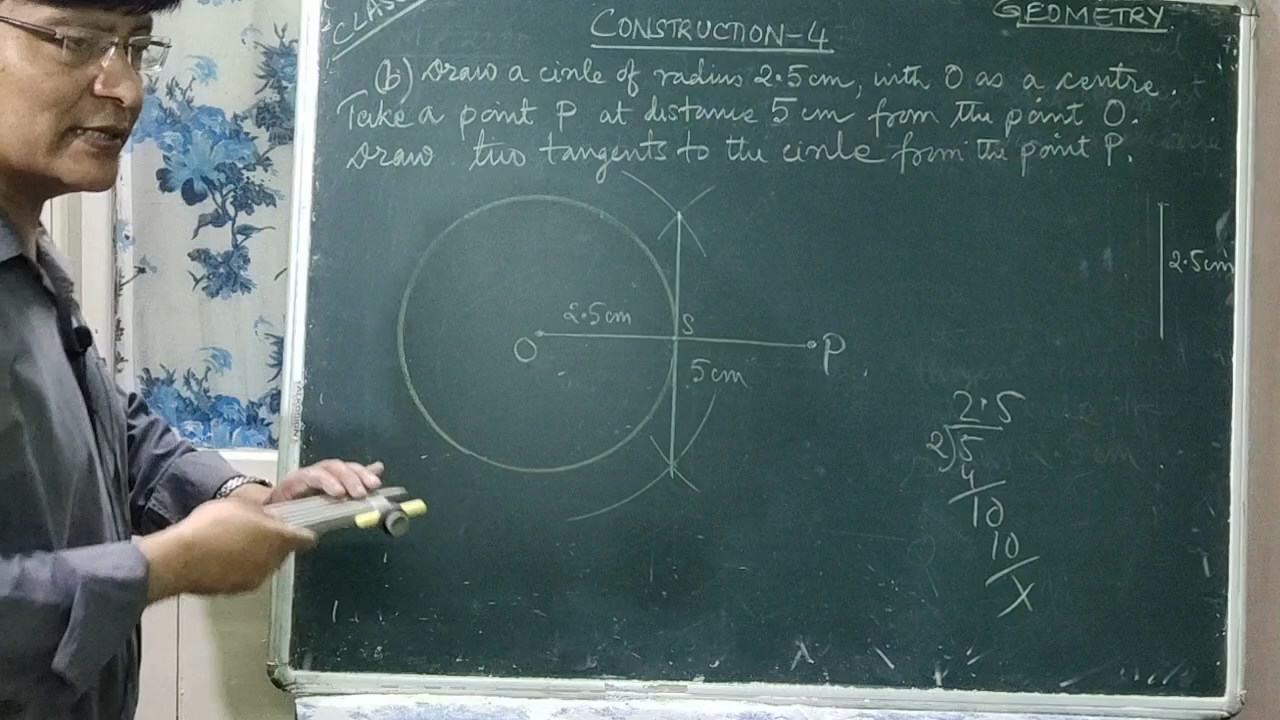 CLASS
CONSTRUCTION-4
GEOMETRY.
(b) Draw a circle of radius 2.5cm, with O as a centre.
Take a point P at distance 5 cm from the point O.
Draw two tangents to the circle from the point P.
2.5cm
2.5cm
S
O
P
5cm
2.5
2)5
4
10
10
X